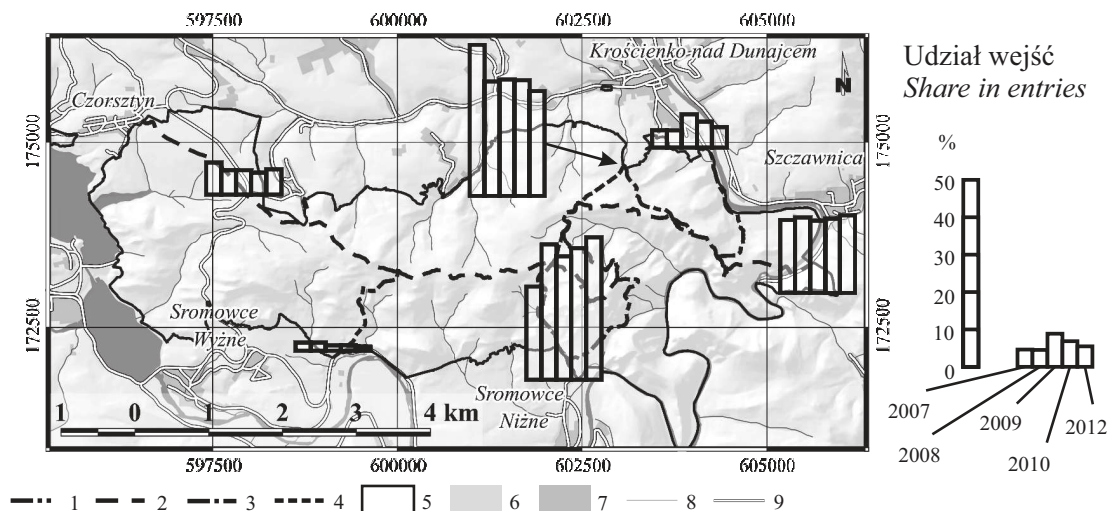 597500 600000 602500 605000
Krościenko nad Dunajcem
N
Czorsztyn
175000 175000
Szczawnica
Sromowce
Wyżne
172500 172500
Sromowce
Niżne
1 0 1 2 3 4 km
597500 600000 602500 605000
Udział wejść
Share in entries
%
50
40
30
20
10
0
2007
2008
2009
2010
2012
1 2 3 4 5 6 7 8 9